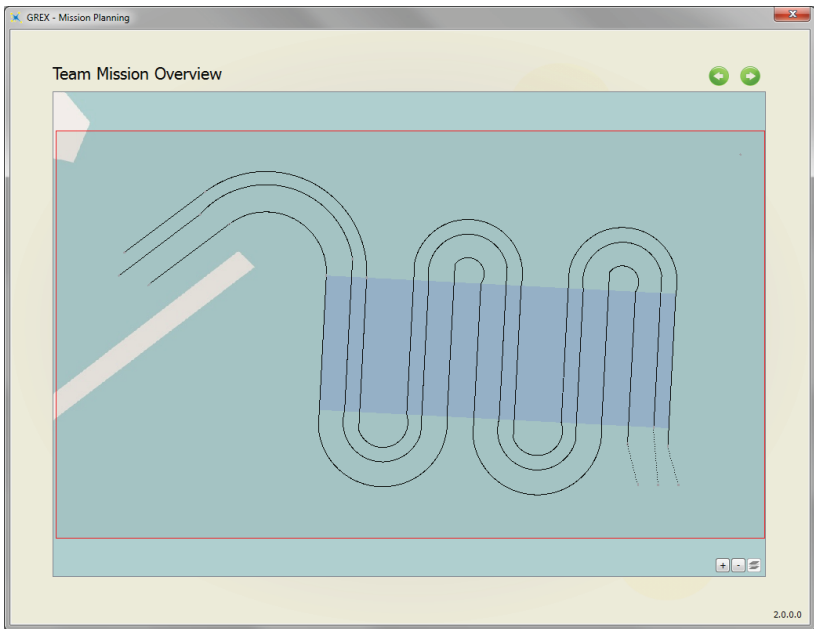 GREX - Mission Planning
x
Team Mission Overview
+ -
2.0.0.0